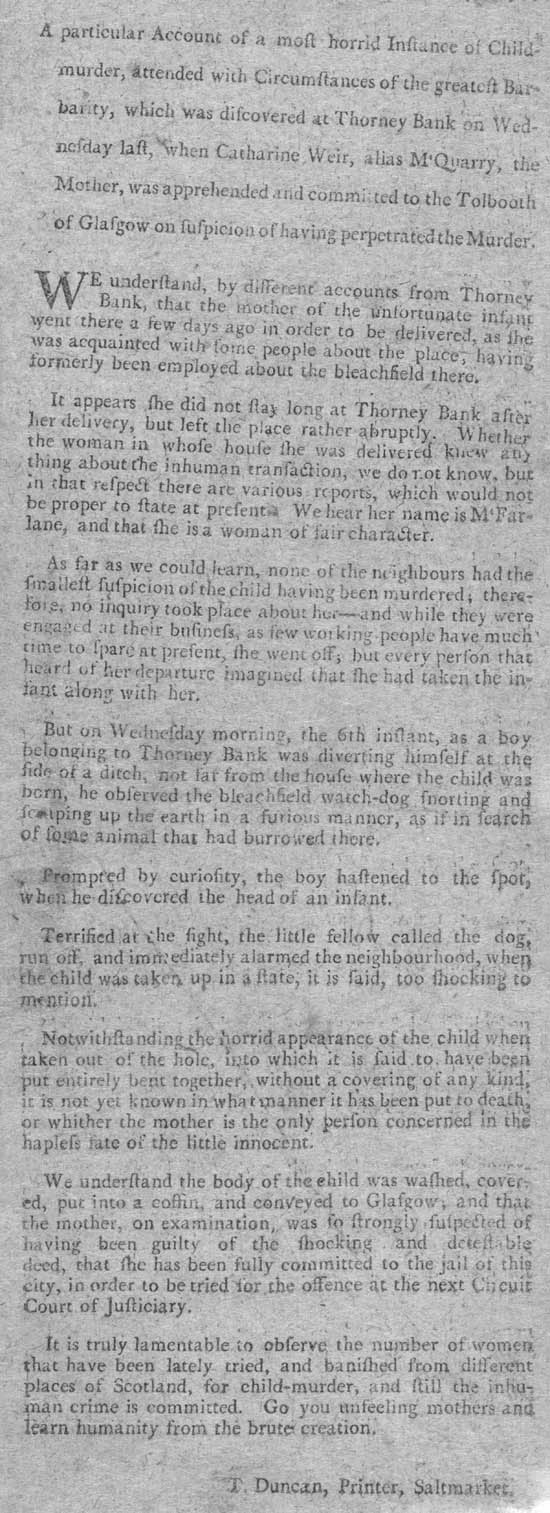 A particular Account of a moſt horrid Inſtance of Child-
murder, attended with Circumſtances of the greateſt Bar-
barity, which was diſcovered at Thorney Bank on Wed-
neſday laſt, when Catharine Weir, alias M'Quarry, the
Mother, was apprehended and committed to the Tolbooth
of Glaſgow on ſuſpicion of having perpetrated the Murder.
WE underſtand, by different accounts from Thorney
Bank, that the mother of the unfortunate infant
went there a few days ago in order to be delivered, as ſhe
was acquainted with ſome people about the place, having
formerly been employed about the bleachfield there.
It appears ſhe did not ſtay long at Thorney Bank after
her delivery, but left the place rather abruptly. Whether
the woman in whoſe houſe ſhe was delivered knew any
thing about the inhuman tranſaction, we do not know, but
in that reſpect there are various reports, which would not
be proper to ſtate at preſent. We hear her name is M'Far-
lane, and that ſhe is a woman of fair character.
As far as we could learn, none of the neighbours had the
ſmalleſt ſuſpicion of the child having been murdered; there-
fore, no inquiry took place about her—and while they were
engaged at their buſineſs, as few working people have much
time to ſpare at preſent, ſhe went off; but every perſon that
heard of her departure imagined that ſhe had taken the in-
fant along with her.
But on Wedneſday morning, the 6th inſtant, as a boy
belonging to Thorney Bank was diverting himſelf at the
ſide of a ditch, not far from the houſe where the child was
born, he obſerved the bleachfield watch-dog ſnorting and
ſcraping up the earth in a furious manner, as if in ſearch
of ſome animal that had burrowed there.
Prompted by curioſity, the boy haſtened to the ſpot,
when he diſcovered the head of an infant.
Terrified at the ſight, the little fellow called the dog,
run off, and immediately alarmed the neighbourhood, when
the child was taken up in a ſtate, it is ſaid, too ſhocking to
mention.
Notwithſtanding the horrid appearance of the child when
taken out of the hole, into which it is ſaid to have been
put entirely bent together, without a covering of any kind,
it is not yet known in what manner it has been put to death,
or whither the mother is the only perſon concerned in the
hapleſs fate of the little innocent.
We underſtand the body of the child was waſhed, cover-
ed, put into a coffin, and conveyed to Glaſgow; and that
the mother, on examination, was ſo ſtrongly ſuſpected of
having been guilty of the ſhocking and deteſtable
deed, that ſhe has been fully committed to the jail of this
city, in order to be tried for the offence at the next Circuit
Court of Juſticiary.
It is truly lamentable to obſerve the number of women
that have been lately tried, and baniſhed from different
places of Scotland, for child-murder, and ſtill the inhu-
man crime is committed. Go you unfeeling mothers and
learn humanity from the brute creation.
T. Duncan, Printer, Saltmarket.